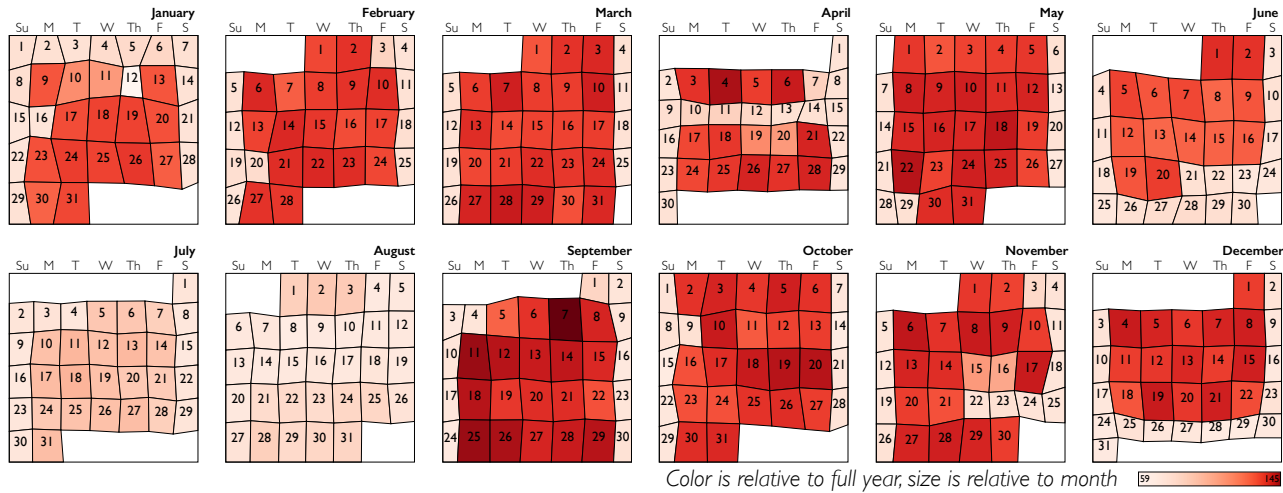 January
Su M T W Th F S
1 2 3 4 5 6 7
8 9 10 11 12 13 14
15 16 17 18 19 20 21
22 23 24 25 26 27 28
29 30 31
February
Su M T W Th F S
1 2 3 4
5 6 7 8 9 10 11
12 13 14 15 16 17 18
19 20 21 22 23 24 25
26 27 28
March
Su M T W Th F S
1 2 3 4
5 6 7 8 9 10 11
12 13 14 15 16 17 18
19 20 21 22 23 24 25
26 27 28 29 30 31
April
Su M T W Th F S
1
2 3 4 5 6 7 8
9 10 11 12 13 14 15
16 17 18 19 20 21 22
23 24 25 26 27 28 29
30
May
Su M T W Th F S
1 2 3 4 5 6
7 8 9 10 11 12 13
14 15 16 17 18 19 20
21 22 23 24 25 26 27
28 29 30 31
June
Su M T W Th F S
1 2 3
4 5 6 7 8 9 10
11 12 13 14 15 16 17
18 19 20 21 22 23 24
25 26 27 28 29 30
July
Su M T W Th F S
1
2 3 4 5 6 7 8
9 10 11 12 13 14 15
16 17 18 19 20 21 22
23 24 25 26 27 28 29
30 31
August
Su M T W Th F S
1 2 3 4 5
6 7 8 9 10 11 12
13 14 15 16 17 18 19
20 21 22 23 24 25 26
27 28 29 30 31
September
Su M T W Th F S
1 2
3 4 5 6 7 8 9
10 11 12 13 14 15 16
17 18 19 20 21 22 23
24 25 26 27 28 29 30
October
Su M T W Th F S
1 2 3 4 5 6 7
8 9 10 11 12 13 14
15 16 17 18 19 20 21
22 23 24 25 26 27 28
29 30 31
November
Su M T W Th F S
1 2 3 4
5 6 7 8 9 10 11
12 13 14 15 16 17 18
19 20 21 22 23 24 25
26 27 28 29 30
December
Su M T W Th F S
1 2
3 4 5 6 7 8 9
10 11 12 13 14 15 16
17 18 19 20 21 22 23
24 25 26 27 28 29 30
31
Color is relative to full year, size is relative to month 59 145